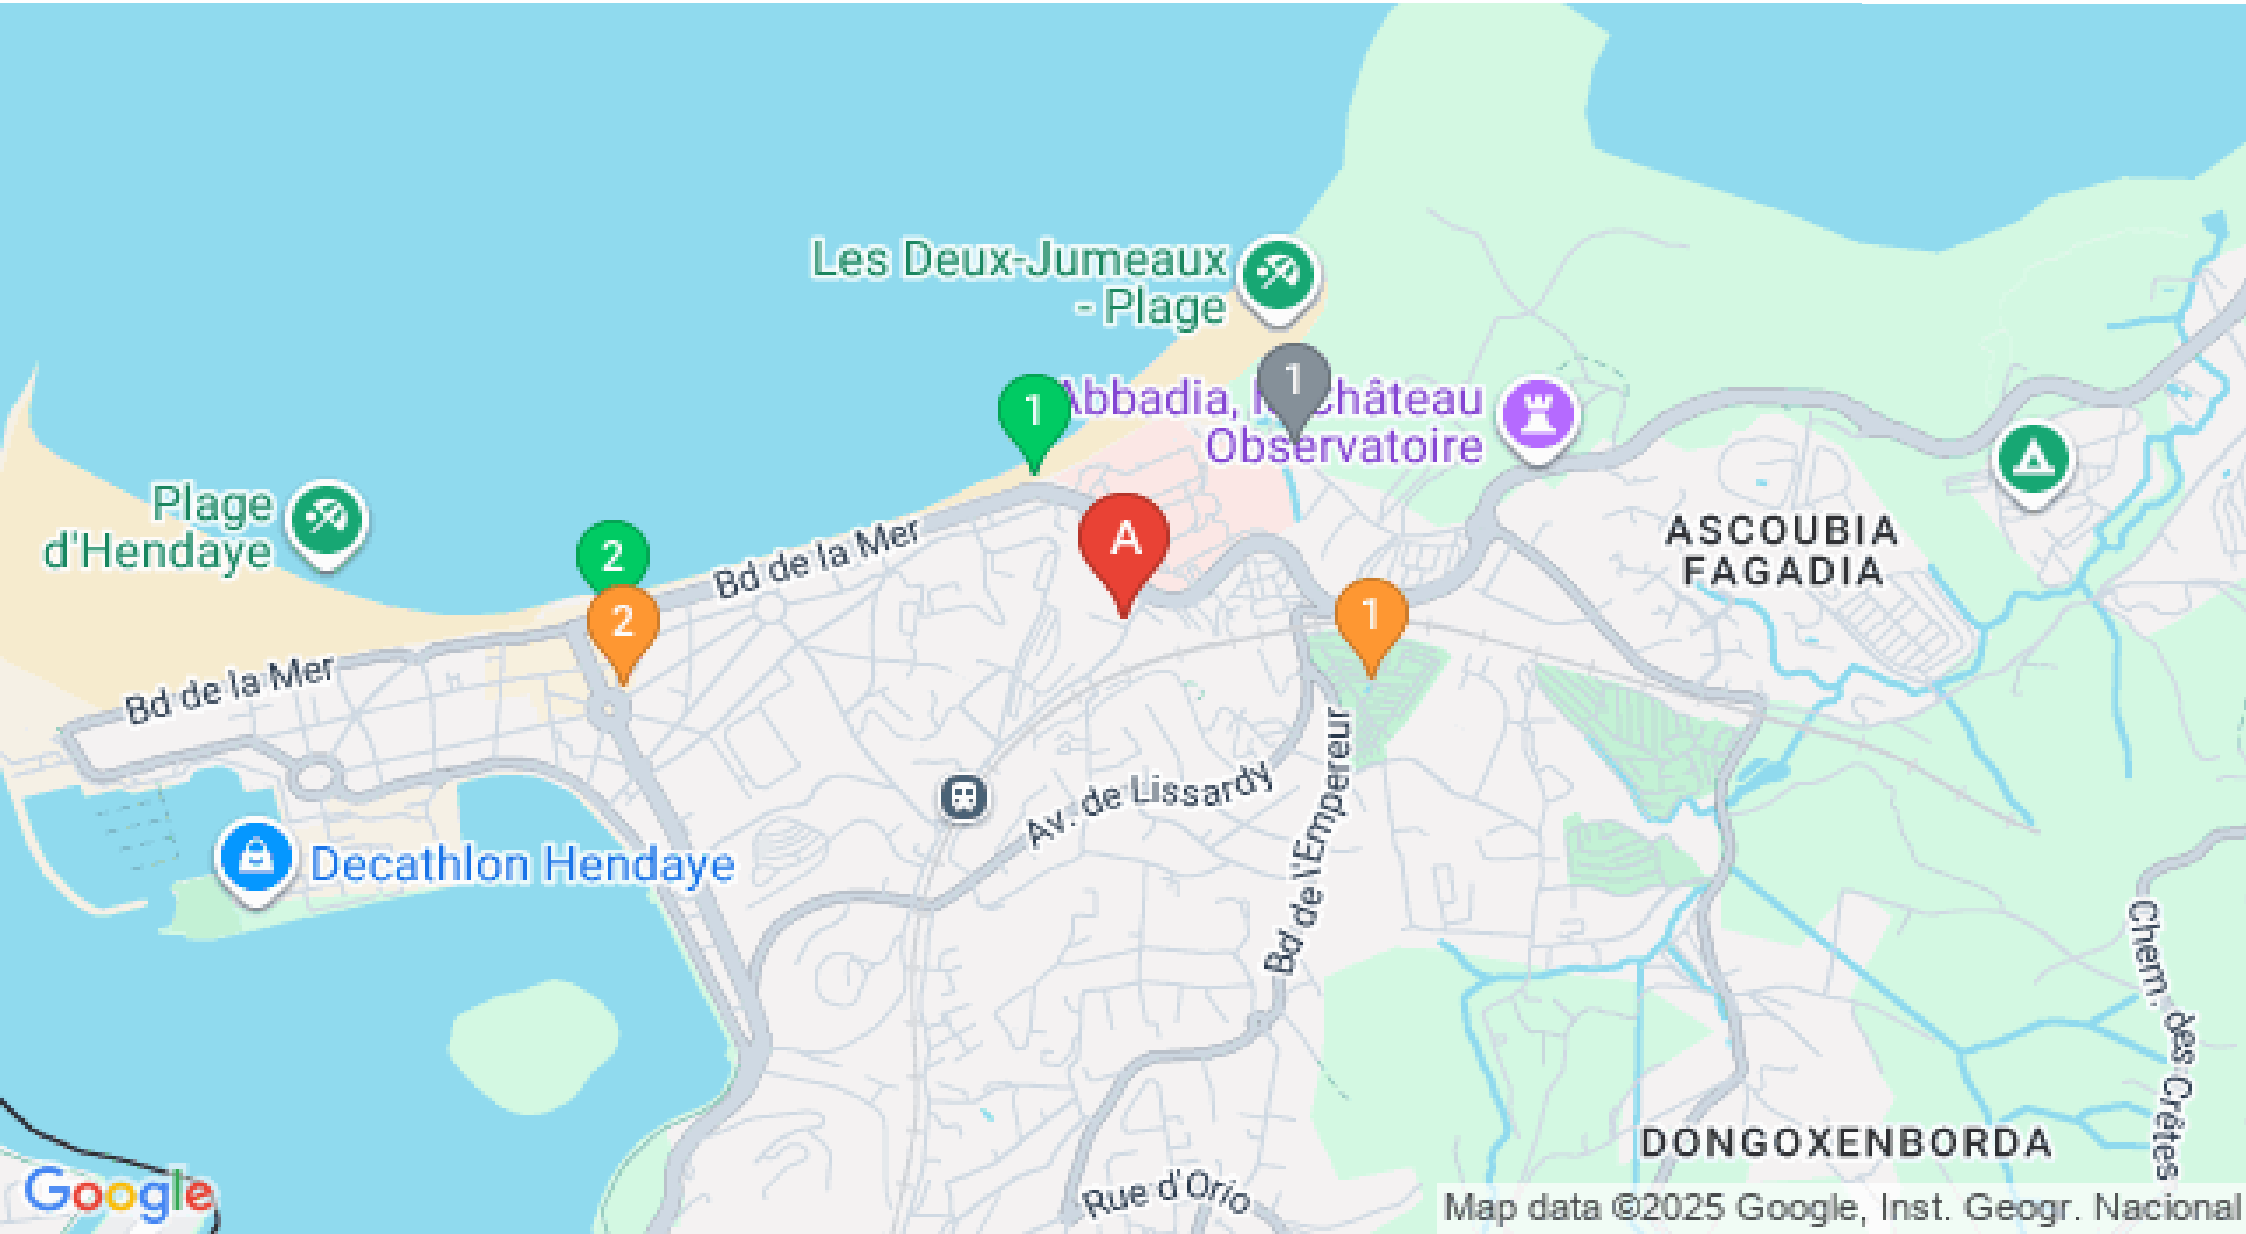 Les Deux-Jumeaux
- Plage
1
1
Abbadia, château
Observatoire
Plage
d'Hendaye
2
2
A
1
Bd de la Mer
Bd de la Mer
ASCOUBIA
FAGADIA
Decathlon Hendaye
Av. de Lissardy
Bd de l'Empereur
Chem. des Crêtes
DONGOXENBORDA
Rue d'Orio
Google
Map data ©2025 Google, Inst. Geogr. Nacional